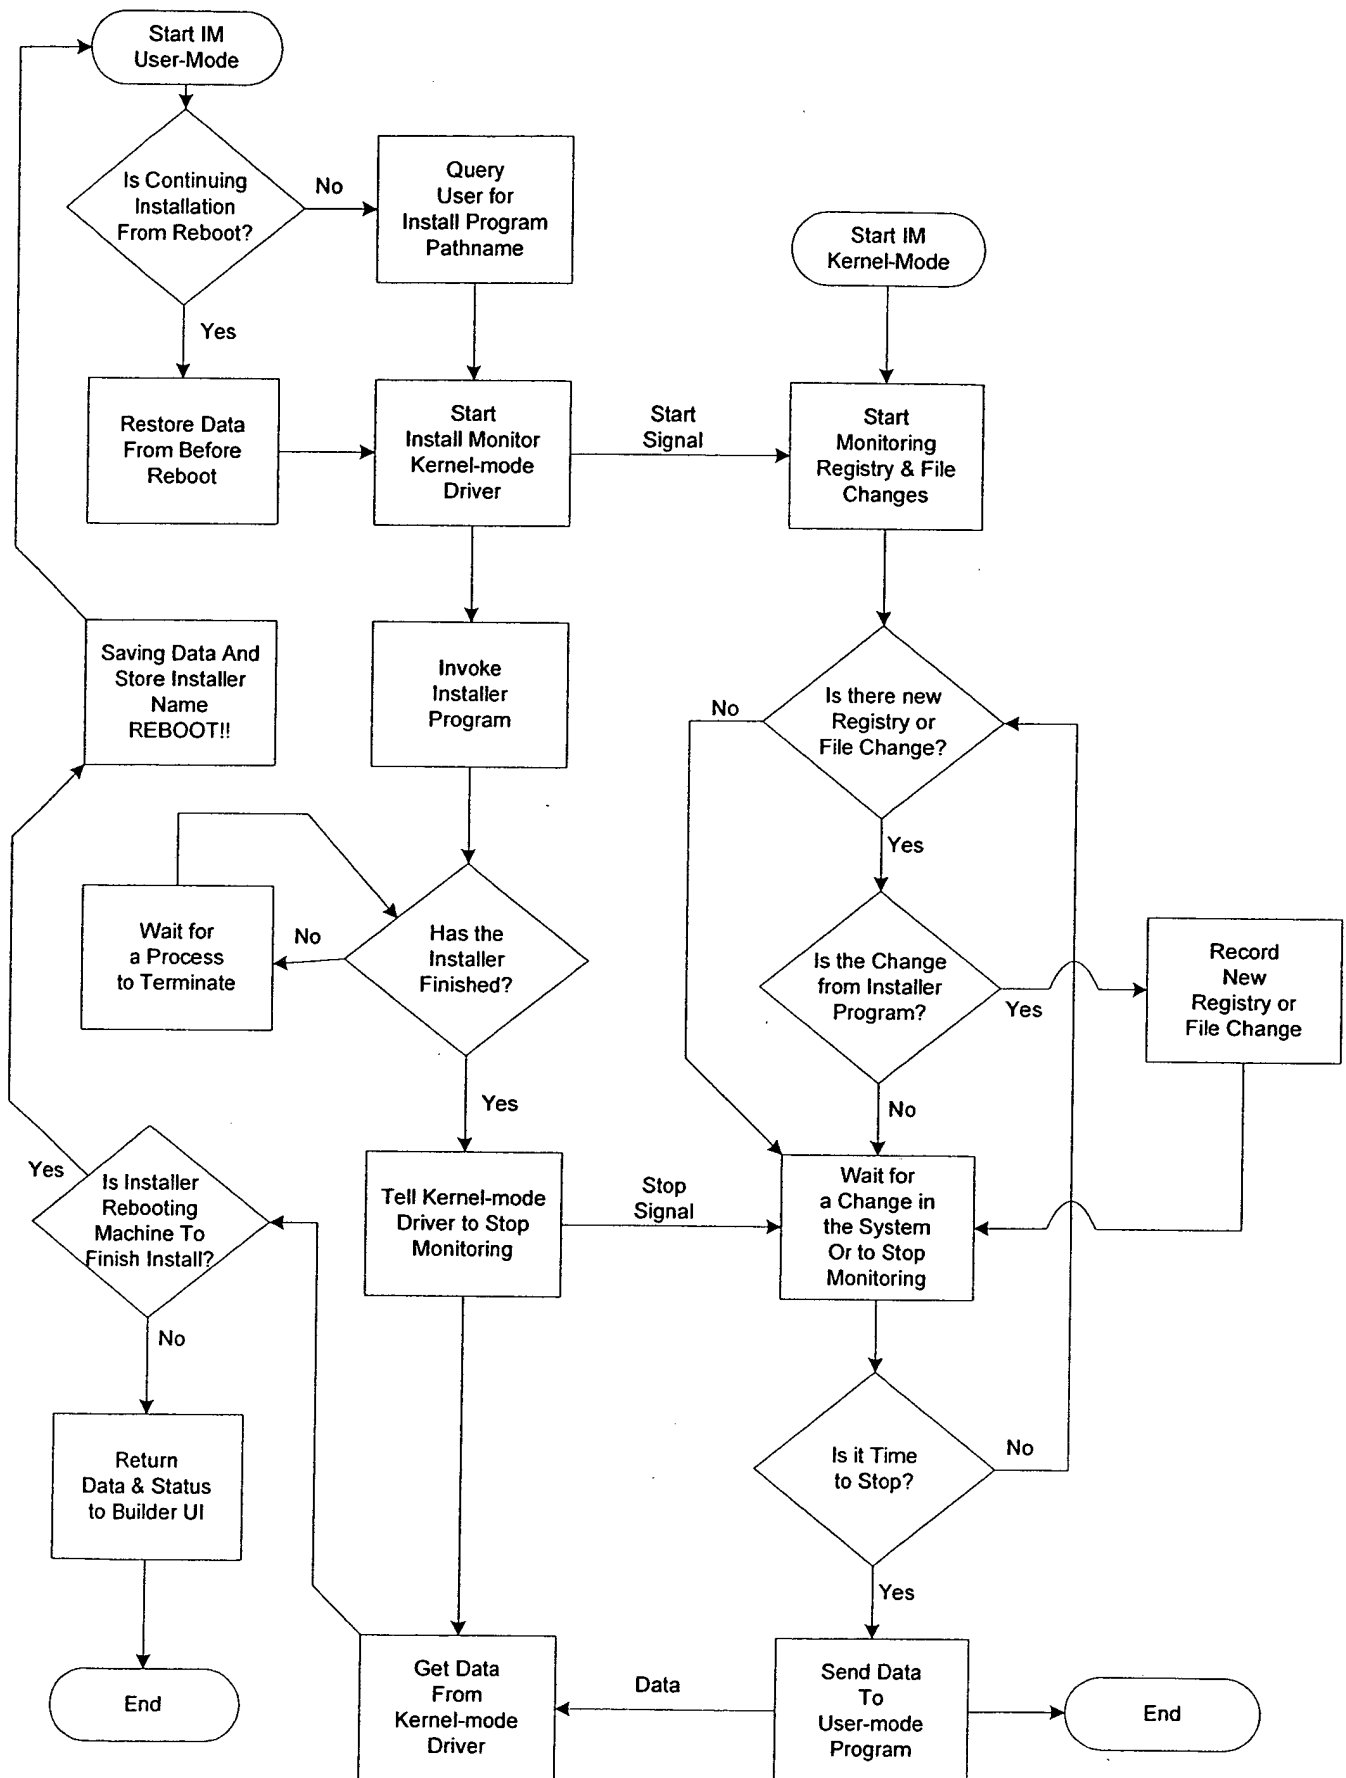 Start IM
User-Mode
Is Continuing
Installation
From Reboot?
No
Query
User for
Install Program
Pathname
Start IM
Kernel-Mode
Yes
Restore Data
From Before
Reboot
Start
Install Monitor
Kernel-mode
Driver
Start
Signal
Start
Monitoring
Registry & File
Changes
Saving Data And
Store Installer
Name
REBOOT!!
Invoke
Installer
Program
No
Is there new
Registry or
File Change?
Yes
Wait for
a Process
to Terminate
No
Has the
Installer
Finished?
Is the Change
from Installer
Program?
Yes
Record
New
Registry or
File Change
Yes
No
Yes
Is Installer
Rebooting
Machine To
Finish Install?
Tell Kernel-mode
Driver to Stop
Monitoring
Stop
Signal
Wait for
a Change in
the System
Or to Stop
Monitoring
No
Return
Data & Status
to Builder UI
Is it Time
to Stop?
No
Yes
End
Get Data
From
Kernel-mode
Driver
Data
Send Data
To
User-mode
Program
End